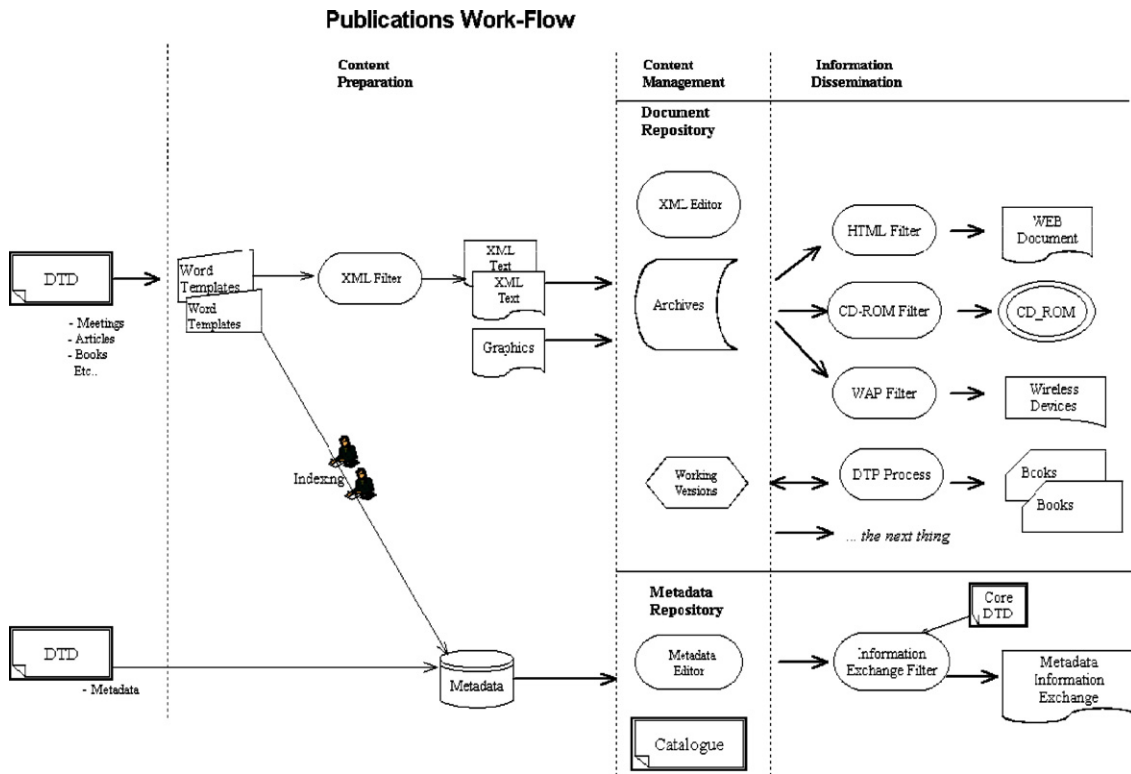 Publications Work-Flow
Content
Preparation
Content
Management
Information
Dissemination
Document
Repository
XML Editor
HTML Filter
WEB
Document
DTD
Word
Templates
Word
Templates
XML Filter
XML
Text
XML
Text
Archives
CD-ROM Filter
CD_ROM
- Meetings
- Articles
- Books
Etc..
Graphics
WAP Filter
Wireless
Devices
Indexing
Working
Versions
DTP Process
Books
Books
... the next thing
Metadata
Repository
Core
DTD
DTD
- Metadata
Metadata
Metadata
Editor
Information
Exchange Filter
Metadata
Information
Exchange
Catalogue